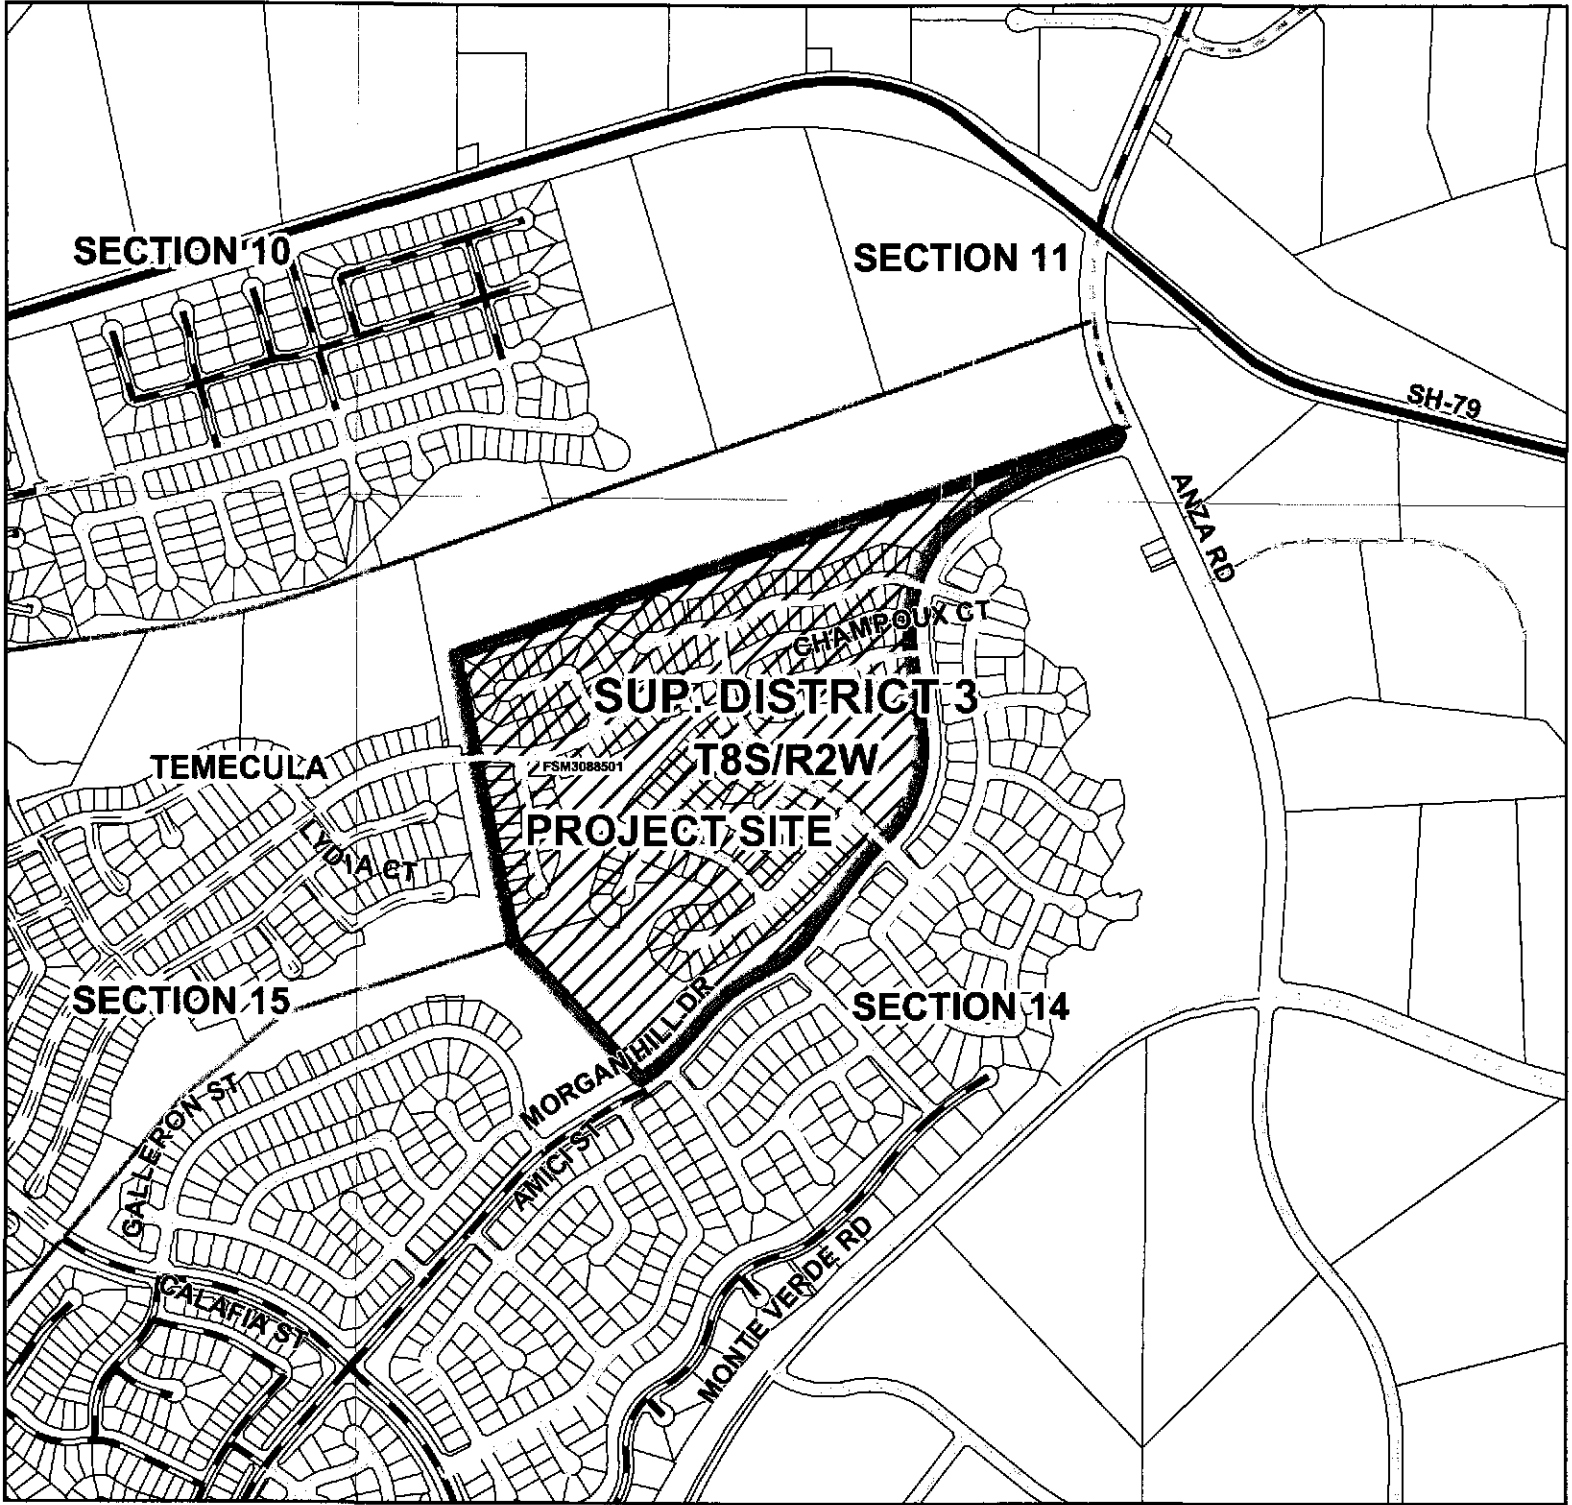 SECTION 10
SECTION 11
SH-79
ANZA RD
CHAMPOUX CT
SUP. DISTRICT 3
TEMECULA
FSM3088501
T8S/R2W
PROJECT SITE
LYDIA CT
SECTION 15
SECTION 14
MORGAN HILL DR
GALLERON ST
AMICI ST
CALAFIA ST
MONTE VERDE RD